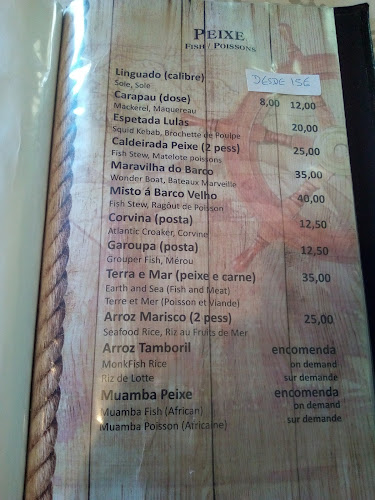 PEIXE
FISH / POISSONS
Linguado (calibre) DESDE 15€
Sole, Sole
Carapau (dose) 8,00 12,00
Mackerel, Maquereau
Espetada Lulas 20,00
Squid Kebab, Brochette de Poulpe
Caldeirada Peixe (2 pess) 25,00
Fish Stew, Matelote poissons
Maravilha do Barco 35,00
Wonder Boat, Bateaux Marveille
Misto á Barco Velho 40,00
Fish Stew, Ragôut de Poisson
Corvina (posta) 12,50
Atlantic Croaker, Corvine
Garoupa (posta) 12,50
Grouper Fish, Mérou
Terra e Mar (peixe e carne) 35,00
Earth and Sea (Fish and Meat)
Terre et Mer (Poisson et Viande)
Arroz Marisco (2 pess) 25,00
Seafood Rice, Riz au Fruits de Mer
Arroz Tamboril encomenda
MonkFish Rice on demand
Riz de Lotte sur demande
Muamba Peixe encomenda
Muamba Fish (African) on demand
Muamba Poisson (Africaine) sur demande